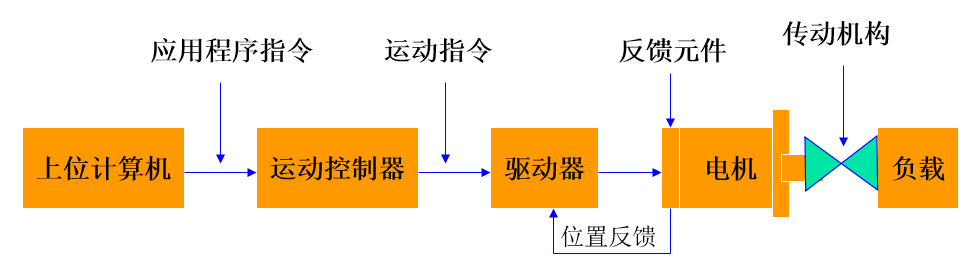 传动机构
应用程序指令
运动指令
反馈元件
上位计算机
运动控制器
驱动器
电机
负载
位置反馈